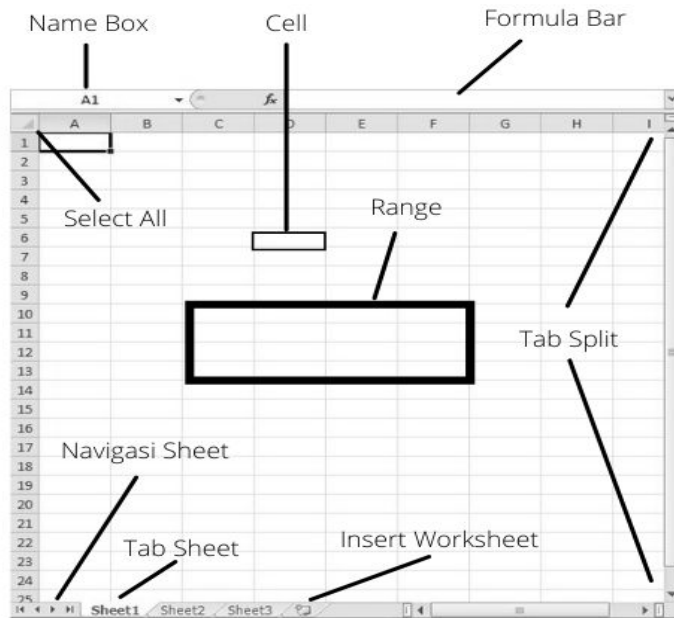 Name Box
Cell
Formula Bar
A1
fx
A B C D E F G H I
1
2
3
4
Select All
Range
5
6
7
8
9
10
11
Tab Split
12
13
14
15
16
17
Navigasi Sheet
18
19
20
21
22
Tab Sheet
Insert Worksheet
23
24
25
Sheet1 Sheet2 Sheet3